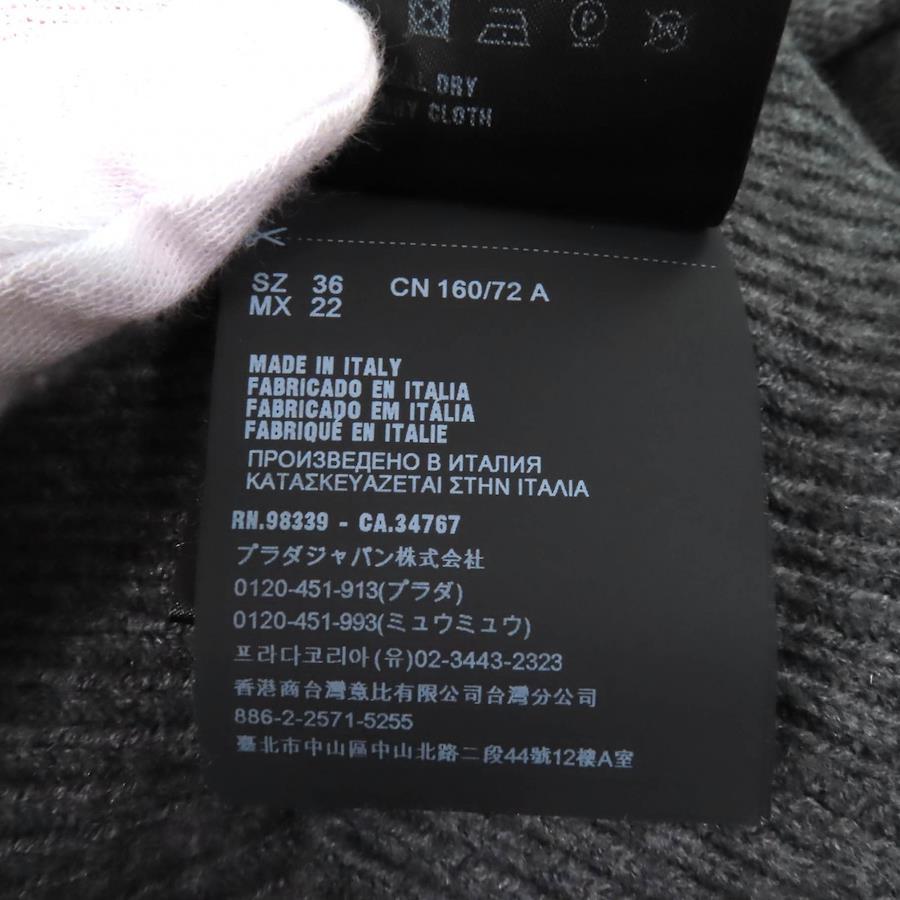 DRY
CLOTH
SZ 36 CN 160/72 A
MX 22
MADE IN ITALY
FABRICADO EN ITALIA
FABRICADO EM ITÁLIA
FABRIQUÉ EN ITALIE
ПРОИЗВЕДЕНО В ИТАЛИЯ
ΚΑΤΑΣΚΕΥΑΖΕΤΑΙ ΣΤΗΝ ΙΤΑΛΙΑ
RN.98339 - CA.34767
プラダジャパン株式会社
0120-451-913(プラダ)
0120-451-993(ミュウミュウ)
프라다코리아(유)02-3443-2323
香港商台灣意比有限公司台灣分公司
886-2-2571-5255
臺北市中山區中山北路二段44號12樓A室